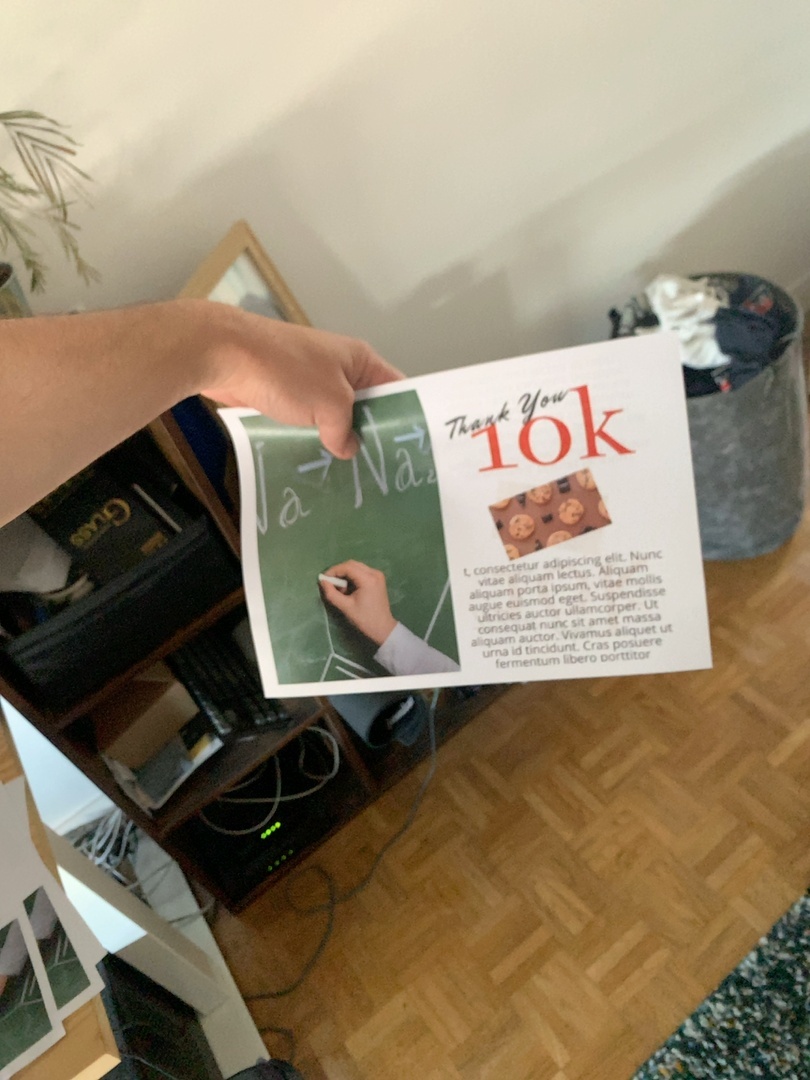 Na → Na
Thank You
10k
t, consectetur adipiscing elit. Nunc
vitae aliquam lectus. Aliquam
aliquam porta ipsum, vitae mollis
augue euismod eget. Suspendisse
ultricies auctor ullamcorper. Ut
consequat nunc sit amet massa
aliquam auctor. Vivamus aliquet ut
urna id tincidunt. Cras posuere
fermentum libero porttitor
GLASS